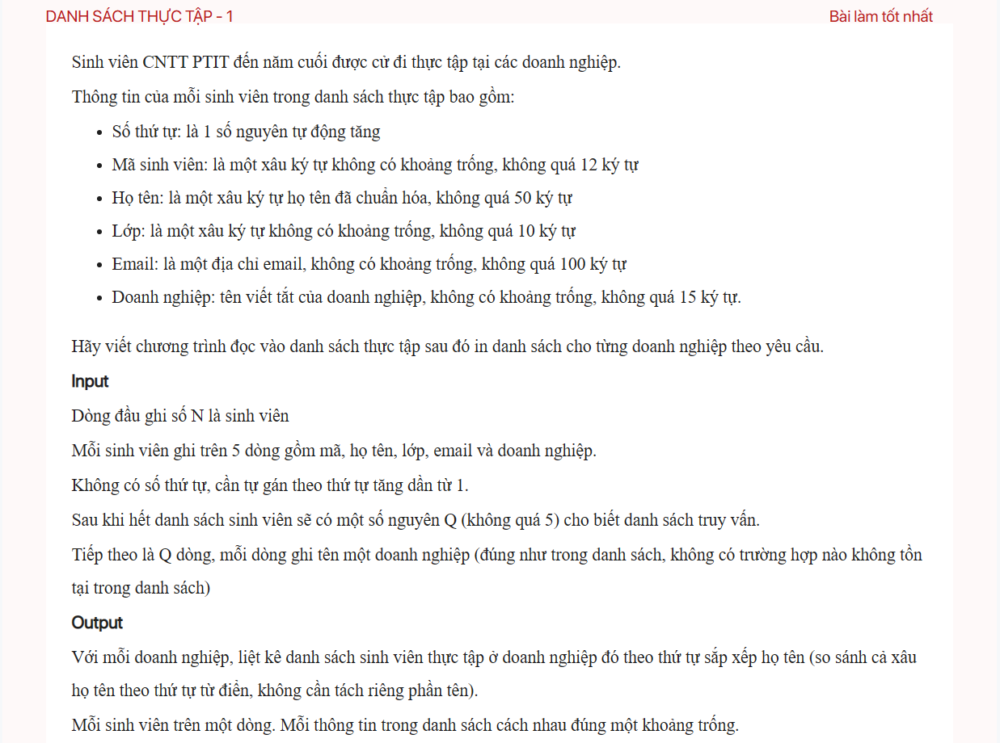 DANH SÁCH THỰC TẬP - 1
Bài làm tốt nhất
Sinh viên CNTT PTIT đến năm cuối được cử đi thực tập tại các doanh nghiệp.
Thông tin của mỗi sinh viên trong danh sách thực tập bao gồm:
• Số thứ tự: là 1 số nguyên tự động tăng
• Mã sinh viên: là một xâu ký tự không có khoảng trống, không quá 12 ký tự
• Họ tên: là một xâu ký tự họ tên đã chuẩn hóa, không quá 50 ký tự
• Lớp: là một xâu ký tự không có khoảng trống, không quá 10 ký tự
• Email: là một địa chỉ email, không có khoảng trống, không quá 100 ký tự
• Doanh nghiệp: tên viết tắt của doanh nghiệp, không có khoảng trống, không quá 15 ký tự.
Hãy viết chương trình đọc vào danh sách thực tập sau đó in danh sách cho từng doanh nghiệp theo yêu cầu.
Input
Dòng đầu ghi số N là sinh viên
Mỗi sinh viên ghi trên 5 dòng gồm mã, họ tên, lớp, email và doanh nghiệp.
Không có số thứ tự, cần tự gán theo thứ tự tăng dần từ 1.
Sau khi hết danh sách sinh viên sẽ có một số nguyên Q (không quá 5) cho biết danh sách truy vấn.
Tiếp theo là Q dòng, mỗi dòng ghi tên một doanh nghiệp (đúng như trong danh sách, không có trường hợp nào không tồn
tại trong danh sách)
Output
Với mỗi doanh nghiệp, liệt kê danh sách sinh viên thực tập ở doanh nghiệp đó theo thứ tự sắp xếp họ tên (so sánh cả xâu
họ tên theo thứ tự từ điển, không cần tách riêng phần tên).
Mỗi sinh viên trên một dòng. Mỗi thông tin trong danh sách cách nhau đúng một khoảng trống.